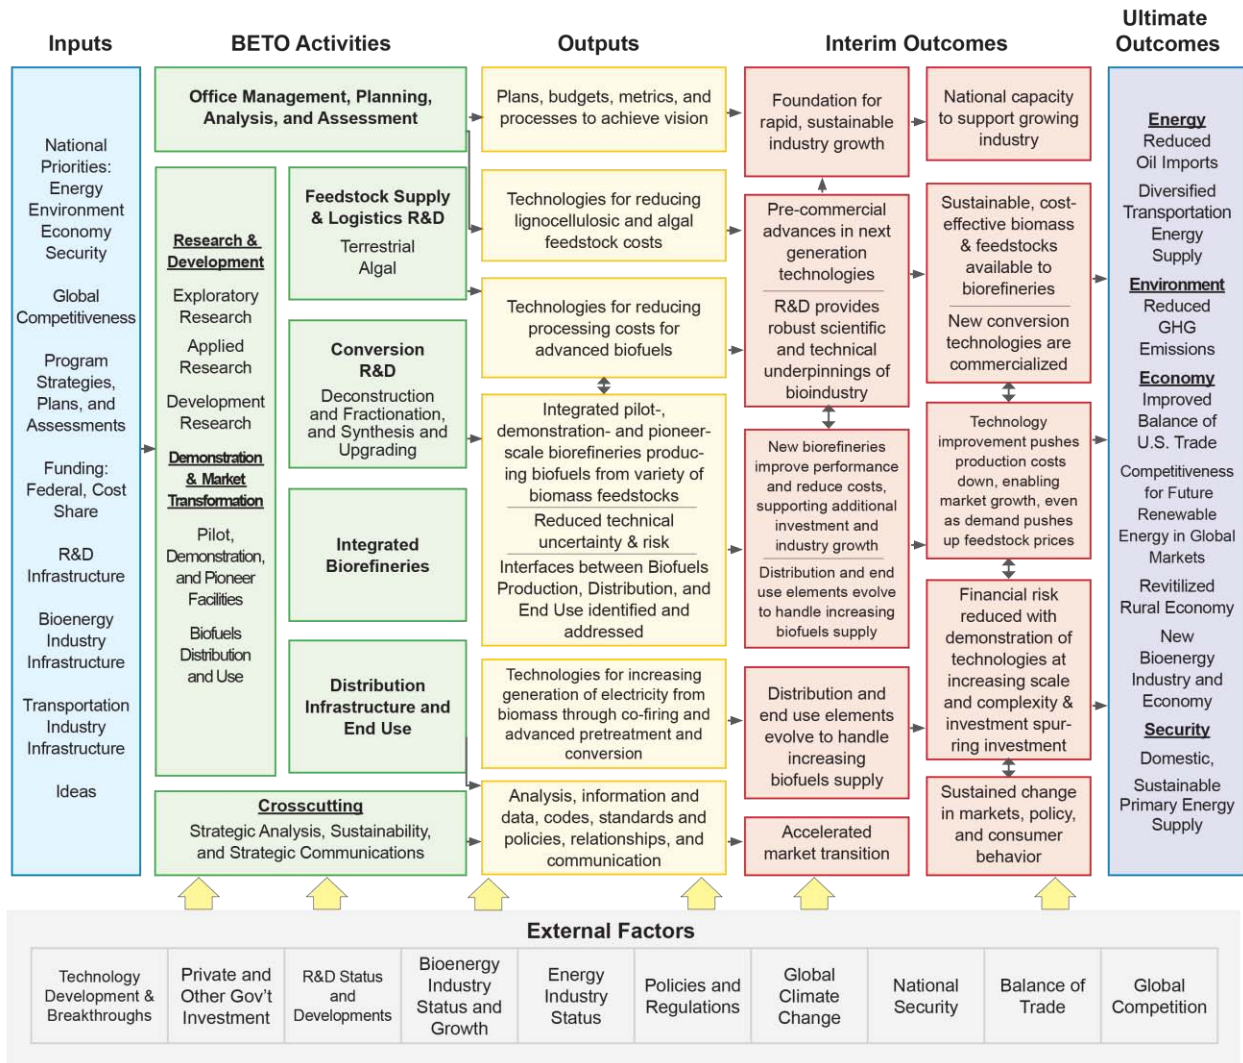 Inputs
BETO Activities
Outputs
Interim Outcomes
Ultimate
Outcomes
National
Priorities:
Energy
Environment
Economy
Security
Global
Competitiveness
Program
Strategies,
Plans, and
Assessments
Funding:
Federal, Cost
Share
R&D
Infrastructure
Bioenergy
Industry
Infrastructure
Transportation
Industry
Infrastructure
Ideas
Office Management, Planning,
Analysis, and Assessment
Research &
Development
Exploratory
Research
Applied
Research
Development
Research
Demonstration
& Market
Transformation
Pilot,
Demonstration,
and Pioneer
Facilities
Biofuels
Distribution
and Use
Feedstock Supply
& Logistics R&D
Terrestrial
Algal
Conversion
R&D
Deconstruction
and Fractionation,
and Synthesis and
Upgrading
Integrated
Biorefineries
Distribution
Infrastructure and
End Use
Crosscutting
Strategic Analysis, Sustainability,
and Strategic Communications
Plans, budgets, metrics, and
processes to achieve vision
Technologies for reducing
lignocellulosic and algal
feedstock costs
Technologies for reducing
processing costs for
advanced biofuels
Integrated pilot-,
demonstration- and pioneer-
scale biorefineries produc-
ing biofuels from variety of
biomass feedstocks
Reduced technical
uncertainty & risk
Interfaces between Biofuels
Production, Distribution, and
End Use identified and
addressed
Technologies for increasing
generation of electricity from
biomass through co-firing and
advanced pretreatment and
conversion
Analysis, information and
data, codes, standards and
policies, relationships, and
communication
Foundation for
rapid, sustainable
industry growth
Pre-commercial
advances in next
generation
technologies
R&D provides
robust scientific
and technical
underpinnings of
bioindustry
New biorefineries
improve performance
and reduce costs,
supporting additional
investment and
industry growth
Distribution and end
use elements evolve
to handle increasing
biofuels supply
Distribution and
end use elements
evolve to handle
increasing
biofuels supply
Accelerated
market transition
National capacity
to support growing
industry
Sustainable, cost-
effective biomass
& feedstocks
available to
biorefineries
New conversion
technologies are
commercialized
Technology
improvement pushes
production costs
down, enabling
market growth, even
as demand pushes
up feedstock prices
Financial risk
reduced with
demonstration of
technologies at
increasing scale
and complexity &
investment spur-
ring investment
Sustained change
in markets, policy,
and consumer
behavior
Energy
Reduced
Oil Imports
Diversified
Transportation
Energy
Supply
Environment
Reduced
GHG
Emissions
Economy
Improved
Balance of
U.S. Trade
Competitiveness
for Future
Renewable
Energy in Global
Markets
Revitilized
Rural Economy
New
Bioenergy
Industry and
Economy
Security
Domestic,
Sustainable
Primary Energy
Supply
External Factors
Technology
Development &
Breakthroughs
Private and
Other Gov't
Investment
R&D Status
and
Developments
Bioenergy
Industry
Status and
Growth
Energy
Industry
Status
Policies and
Regulations
Global
Climate
Change
National
Security
Balance of
Trade
Global
Competition